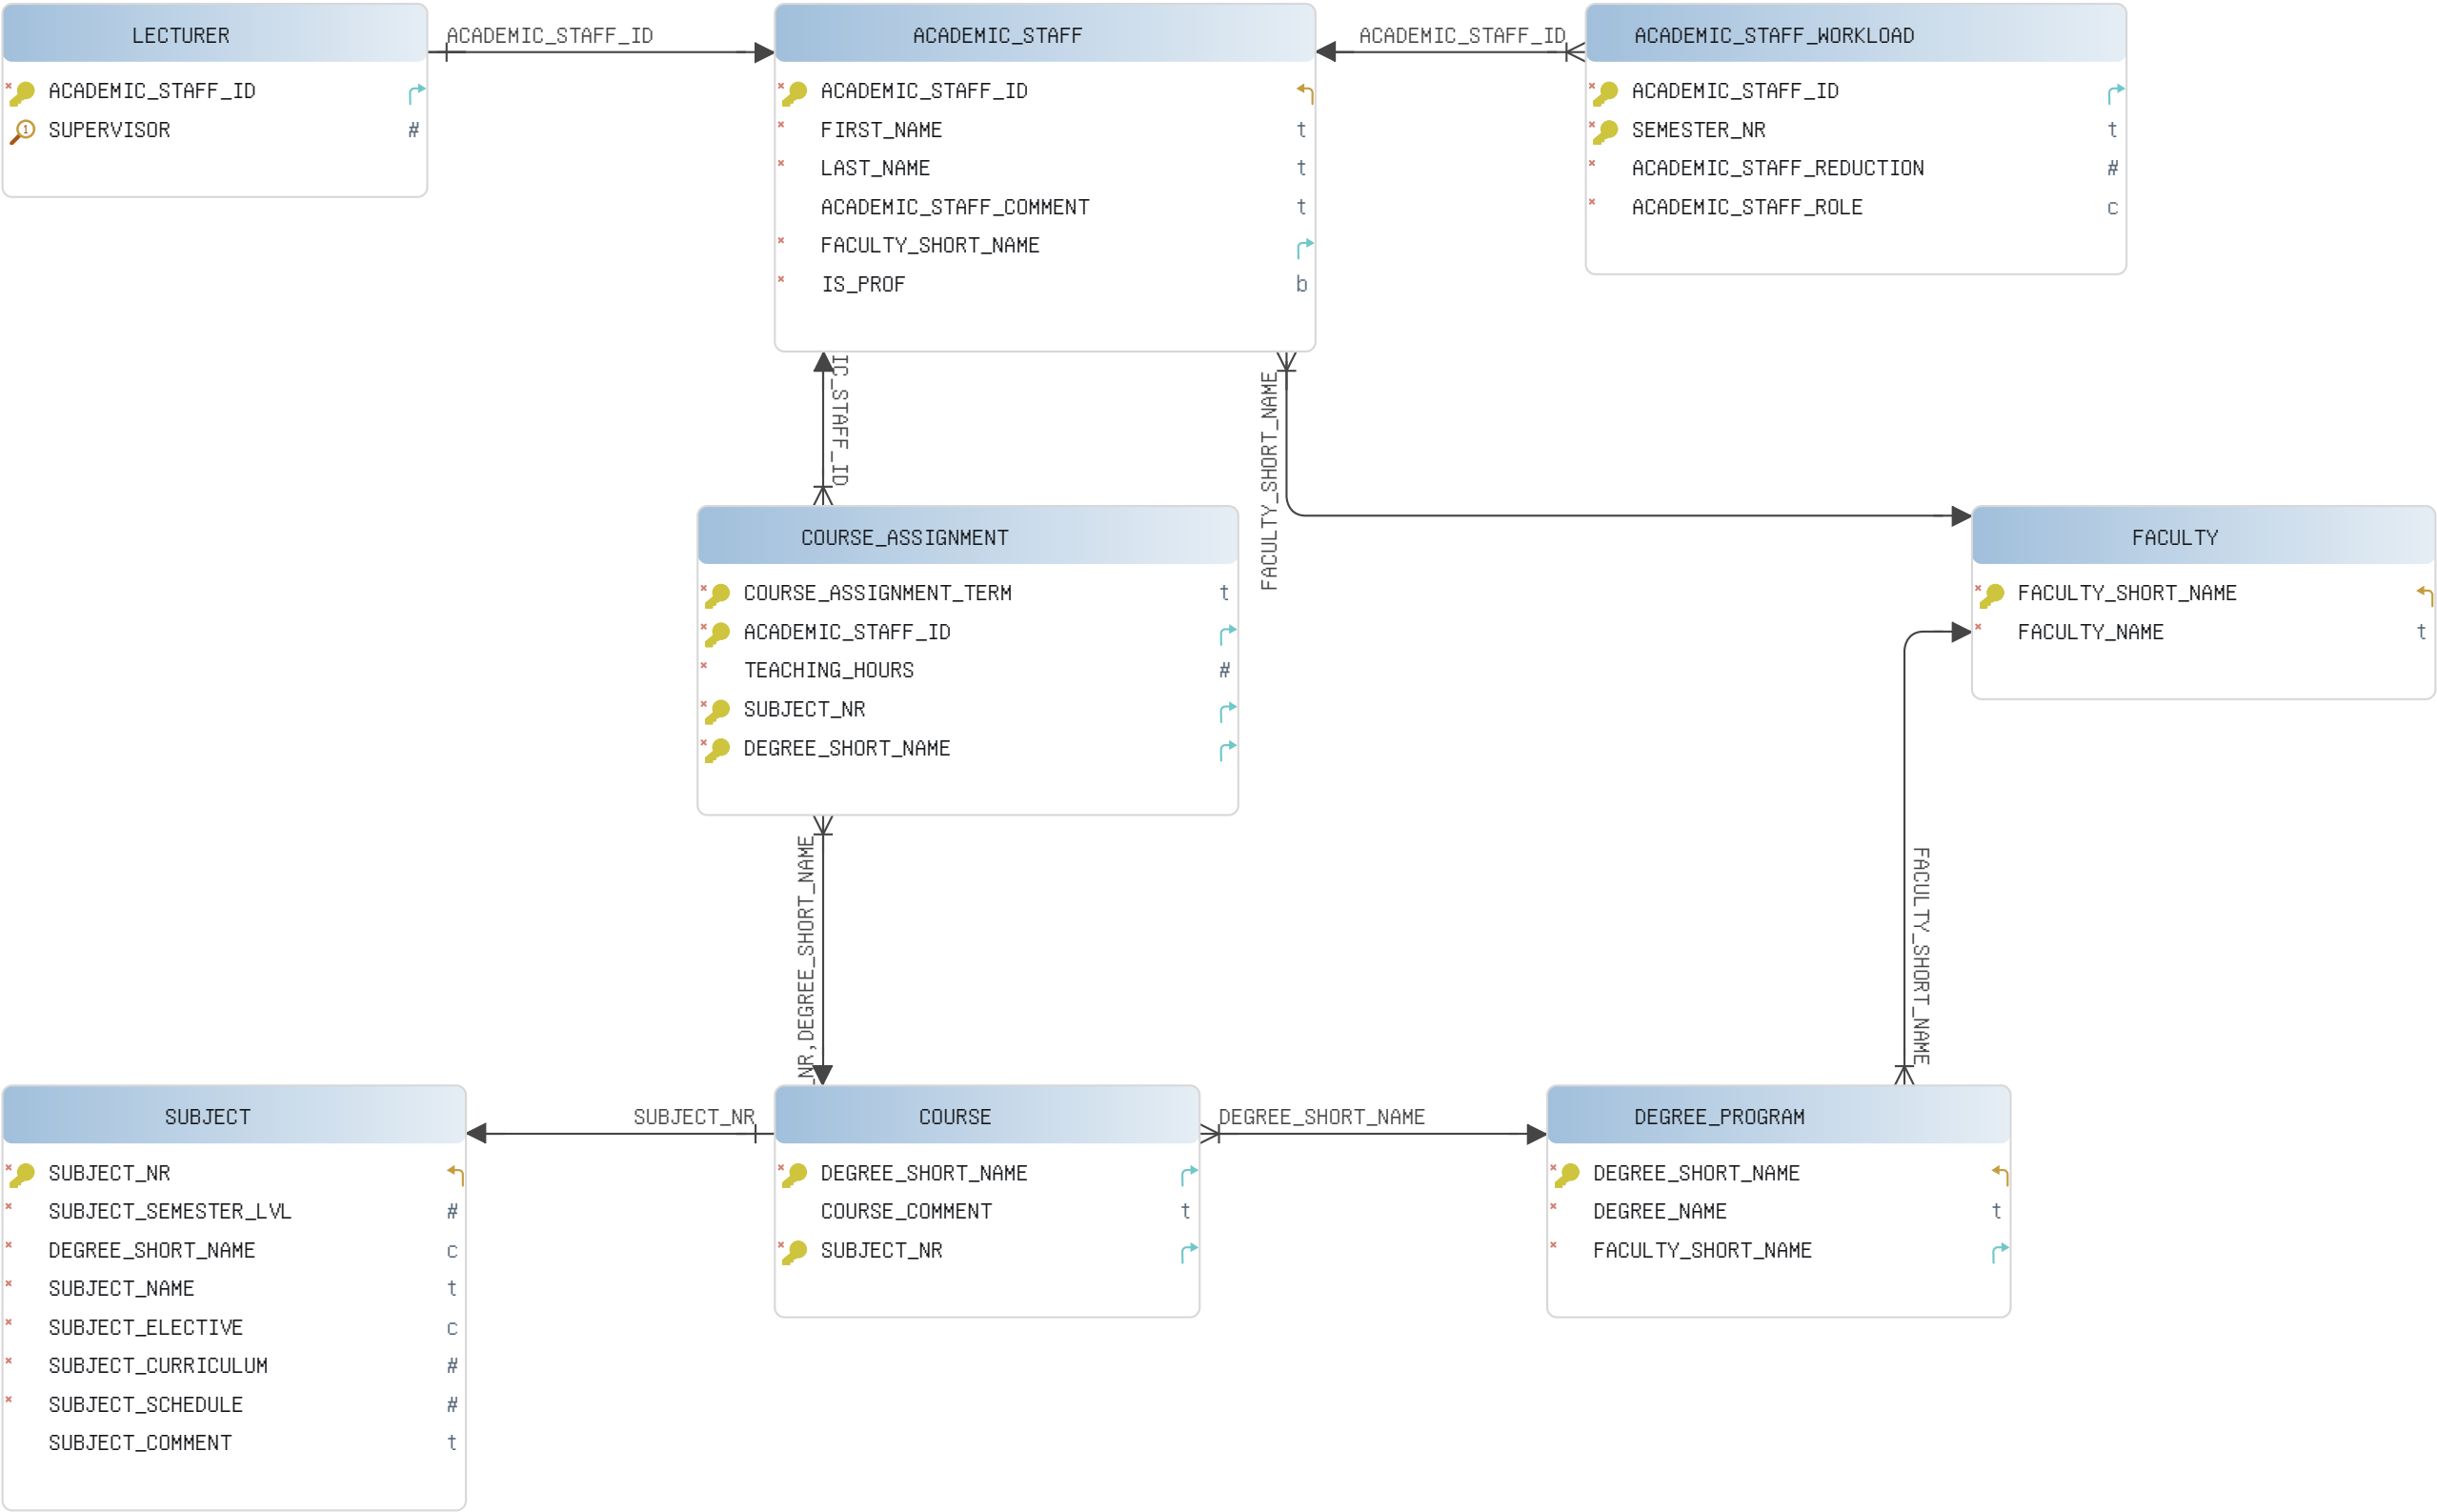 LECTURER
ACADEMIC_STAFF_ID
SUPERVISOR #
ACADEMIC_STAFF_ID
ACADEMIC_STAFF
ACADEMIC_STAFF_ID
FIRST_NAME t
LAST_NAME t
ACADEMIC_STAFF_COMMENT t
FACULTY_SHORT_NAME
IS_PROF b
ACADEMIC_STAFF_ID
ACADEMIC_STAFF_WORKLOAD
ACADEMIC_STAFF_ID
SEMESTER_NR t
ACADEMIC_STAFF_REDUCTION #
ACADEMIC_STAFF_ROLE c
IC_STAFF_ID
FACULTY_SHORT_NAME
COURSE_ASSIGNMENT
COURSE_ASSIGNMENT_TERM t
ACADEMIC_STAFF_ID
TEACHING_HOURS #
SUBJECT_NR
DEGREE_SHORT_NAME
FACULTY
FACULTY_SHORT_NAME
FACULTY_NAME t
_NR,DEGREE_SHORT_NAME
FACULTY_SHORT_NAME
SUBJECT
SUBJECT_NR
SUBJECT_SEMESTER_LVL #
DEGREE_SHORT_NAME c
SUBJECT_NAME t
SUBJECT_ELECTIVE c
SUBJECT_CURRICULUM #
SUBJECT_SCHEDULE #
SUBJECT_COMMENT t
SUBJECT_NR
COURSE
DEGREE_SHORT_NAME
COURSE_COMMENT t
SUBJECT_NR
DEGREE_SHORT_NAME
DEGREE_PROGRAM
DEGREE_SHORT_NAME
DEGREE_NAME t
FACULTY_SHORT_NAME